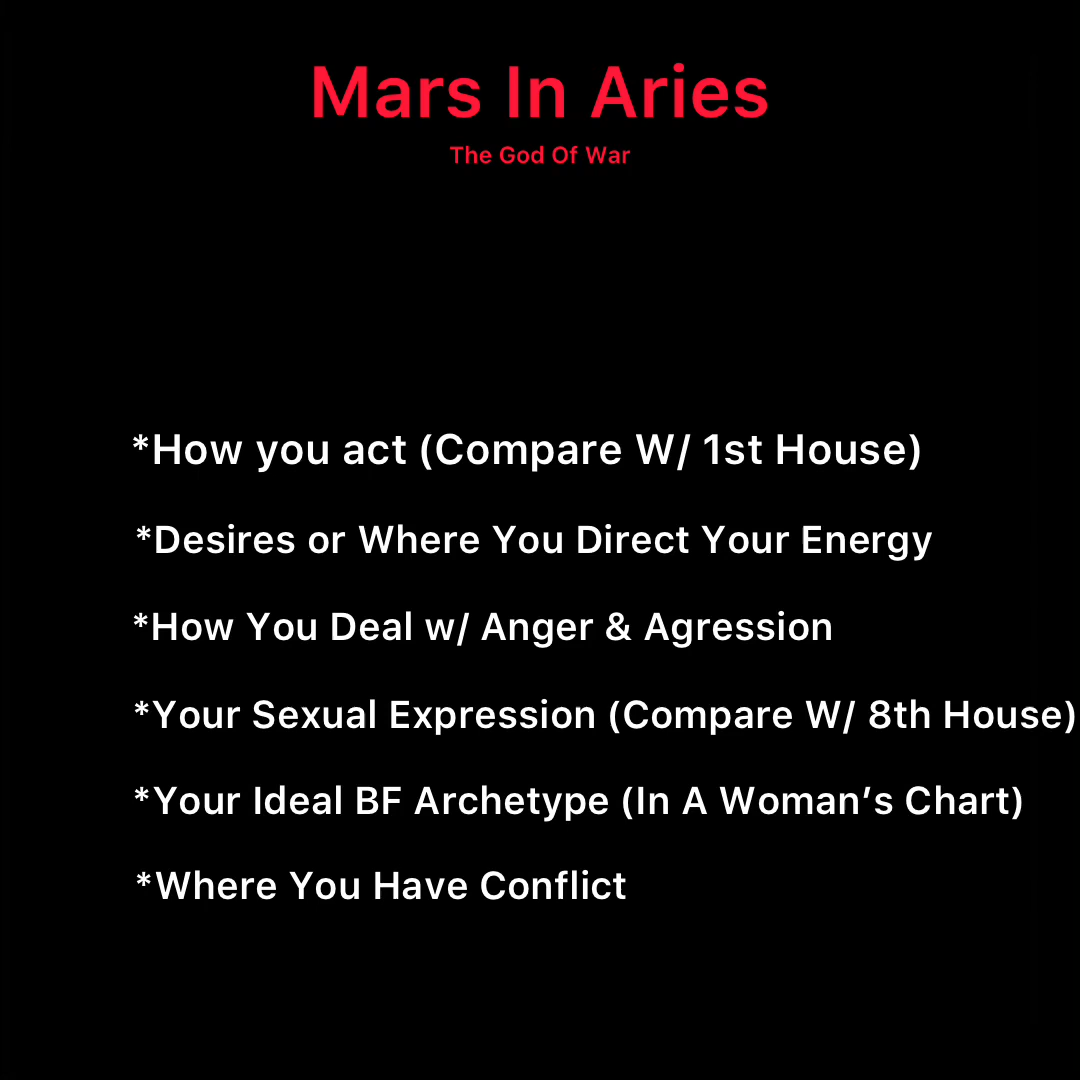 Mars In Aries
The God Of War
*How you act (Compare W/ 1st House)
*Desires or Where You Direct Your Energy
*How You Deal w/ Anger & Agression
*Your Sexual Expression (Compare W/ 8th House)
*Your Ideal BF Archetype (In A Woman’s Chart)
*Where You Have Conflict